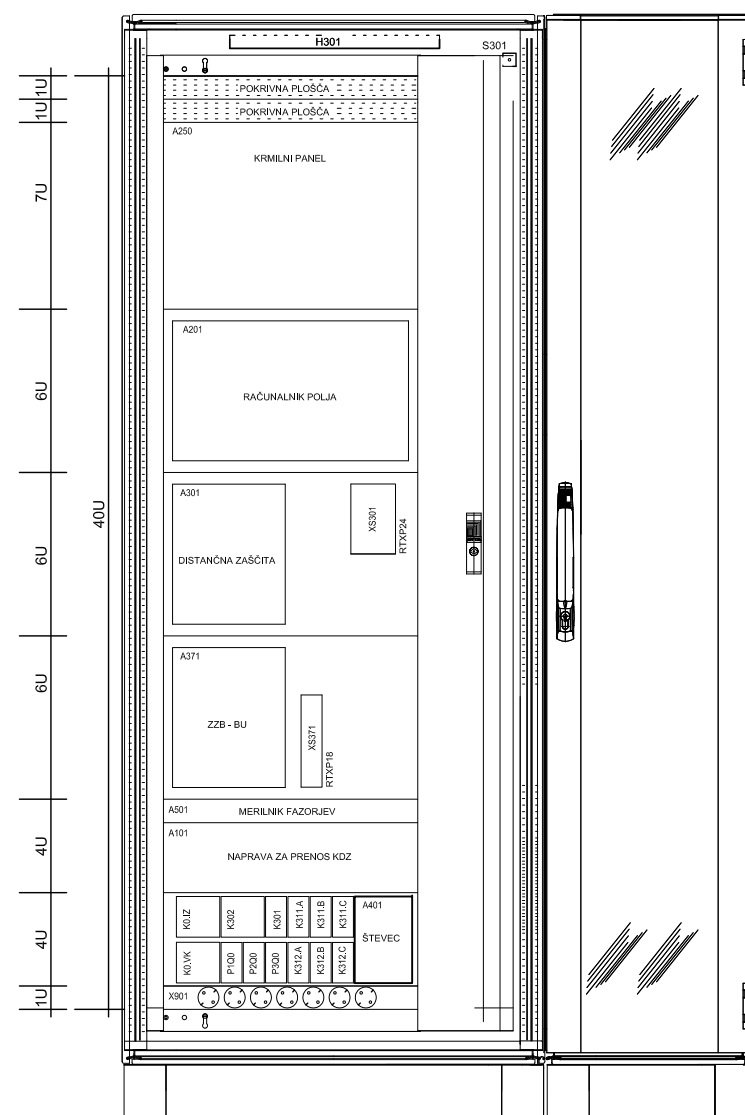 H301
S301
1U
POKRIVNA PLOŠČA
1U
POKRIVNA PLOŠČA
A250
KRMILNI PANEL
7U
A201
RAČUNALNIK POLJA
6U
40U
A301
XS301
RTXP24
DISTANČNA ZAŠČITA
6U
A371
ZZB - BU
XS371
RTXP18
6U
A501
MERILNIK FAZORJEV
A101
NAPRAVA ZA PRENOS KDZ
4U
K0.IZ
K302
K301
K311.A
K311.B
K311.C
A401
ŠTEVEC
4U
K0.VK
P1Q0
P2Q0
P3Q0
K312.A
K312.B
K312.C
X901
1U